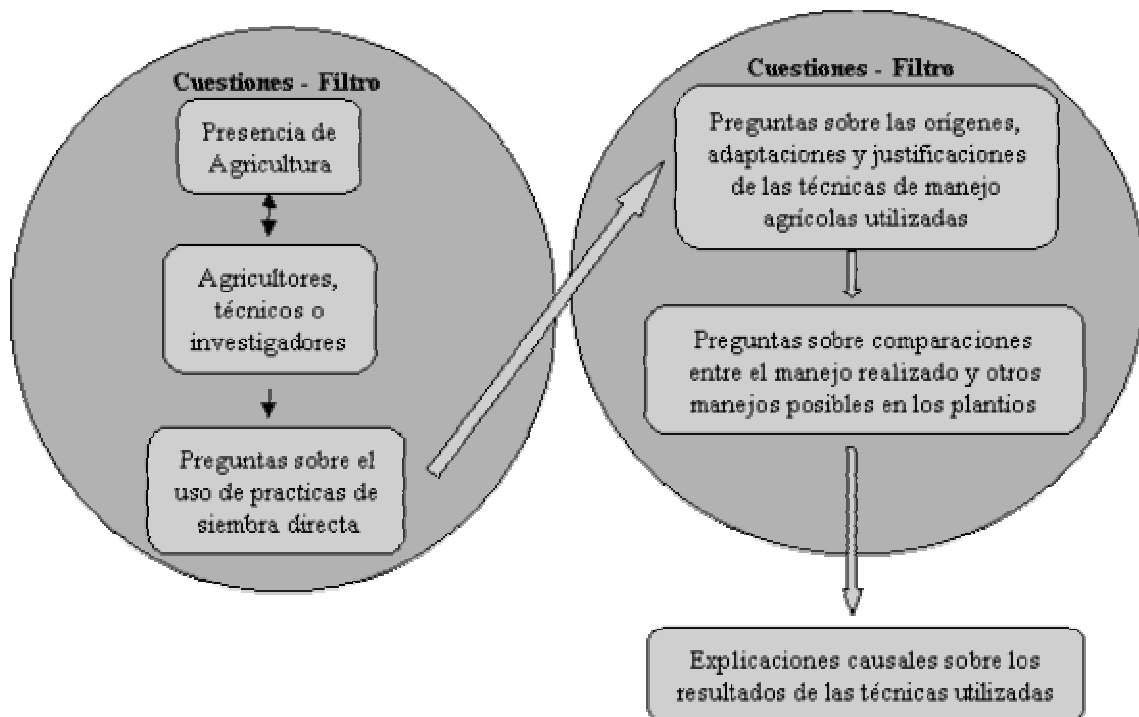 Cuestiones - Filtro
Presencia de
Agricultura
Agricultores,
técnicos o
investigadores
Preguntas sobre el
uso de practicas de
siembra directa
Cuestiones - Filtro
Preguntas sobre las orígenes,
adaptaciones y justificaciones
de las técnicas de manejo
agrícolas utilizadas
Preguntas sobre comparaciones
entre el manejo realizado y otros
manejos posibles en los plantios
Explicaciones causales sobre los
resultados de las técnicas utilizadas